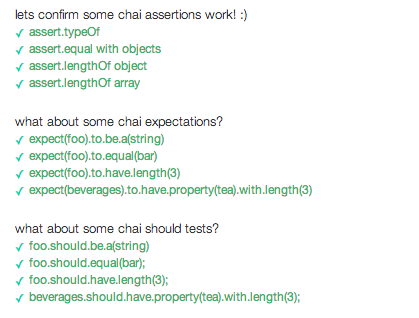 lets confirm some chai assertions work! :)
✓ assert.typeOf
✓ assert.equal with objects
✓ assert.lengthOf object
✓ assert.lengthOf array
what about some chai expectations?
✓ expect(foo).to.be.a(string)
✓ expect(foo).to.equal(bar)
✓ expect(foo).to.have.length(3)
✓ expect(beverages).to.have.property(tea).with.length(3)
what about some chai should tests?
✓ foo.should.be.a(string)
✓ foo.should.equal(bar);
✓ foo.should.have.length(3);
✓ beverages.should.have.property(tea).with.length(3);